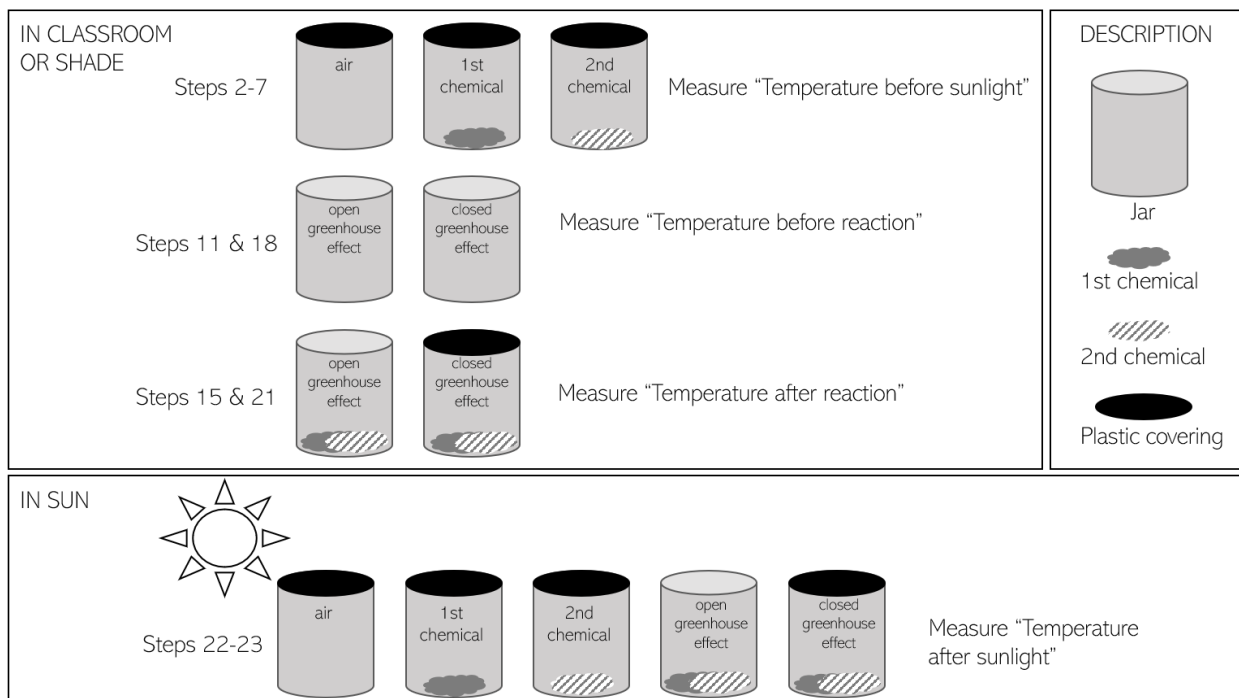 IN CLASSROOM
OR SHADE
Steps 2-7
air
1st
chemical
2nd
chemical
Measure “Temperature before sunlight”
Steps 11 & 18
open
greenhouse
effect
closed
greenhouse
effect
Measure “Temperature before reaction”
Steps 15 & 21
open
greenhouse
effect
closed
greenhouse
effect
Measure “Temperature after reaction”
DESCRIPTION
Jar
1st chemical
2nd chemical
Plastic covering
IN SUN
Steps 22-23
air
1st
chemical
2nd
chemical
open
greenhouse
effect
closed
greenhouse
effect
Measure “Temperature
after sunlight”